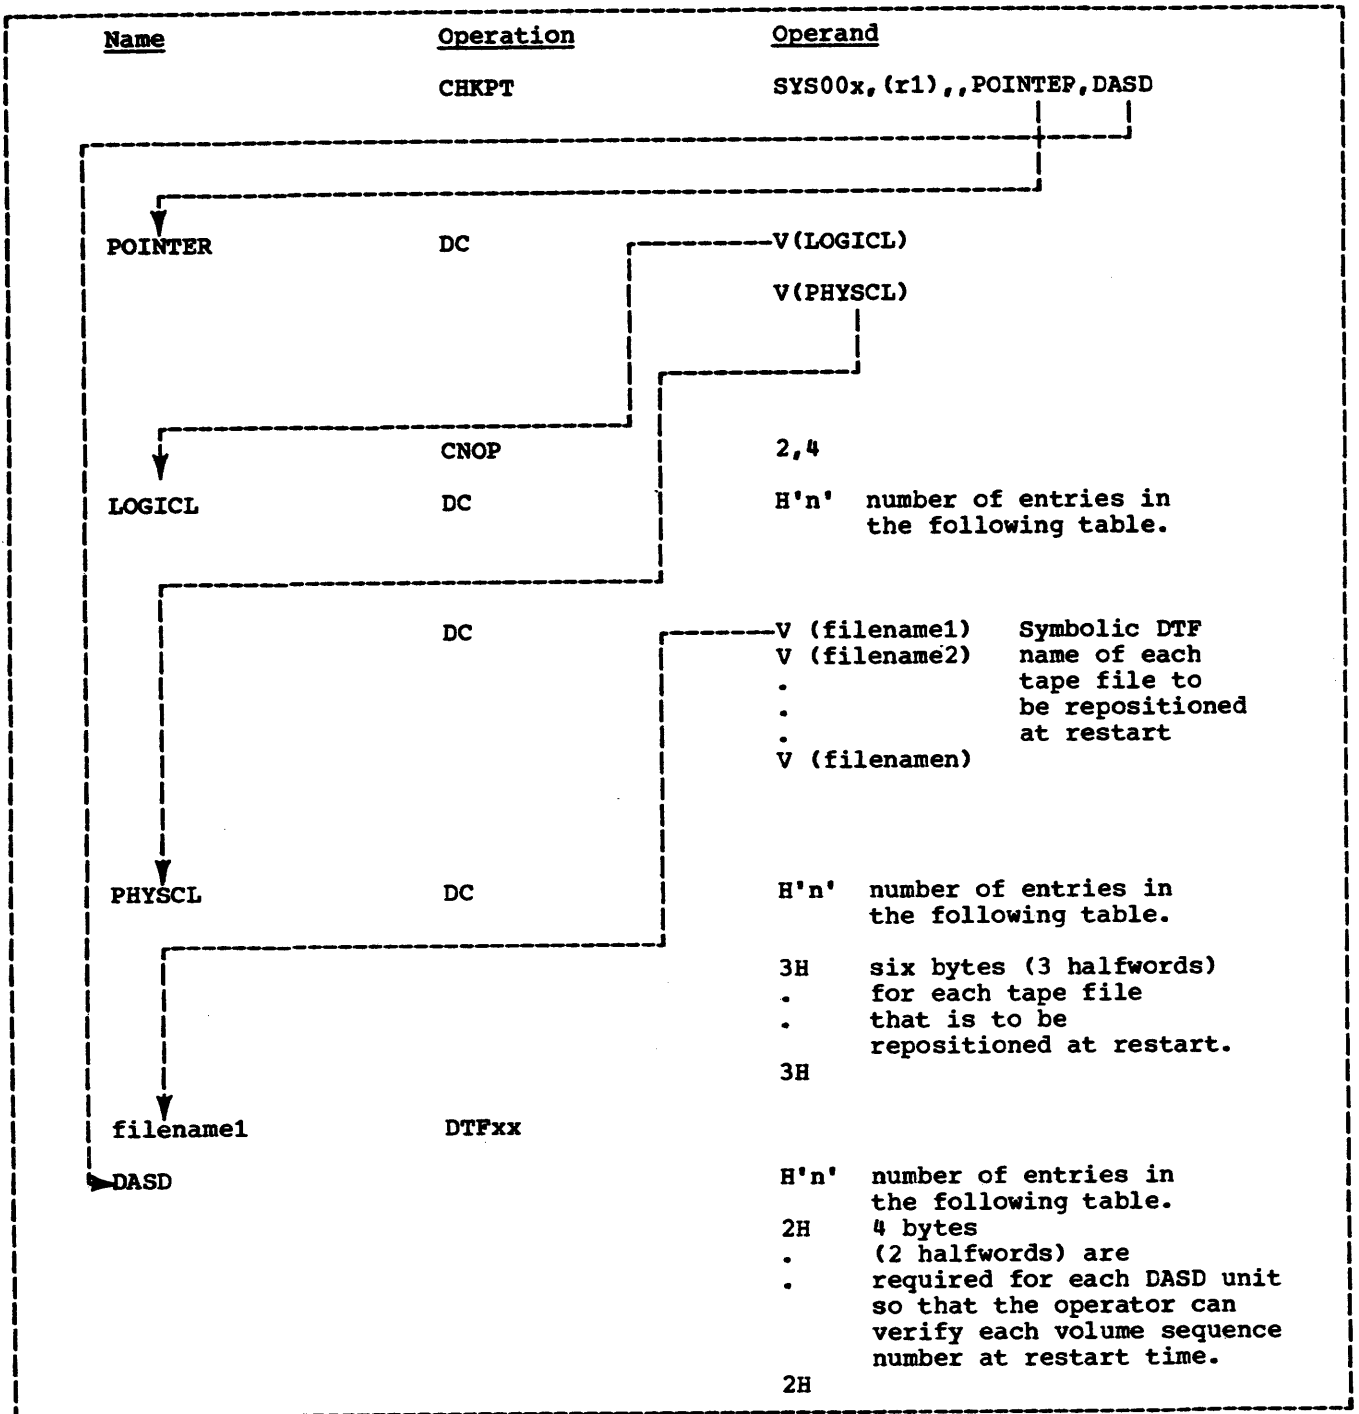 Name Operation Operand
CHKPT SYS00x,(r1),,POINTER,DASD
POINTER DC V(LOGICL)
V(PHYSCL)
CNOP 2,4
LOGICL DC H'n' number of entries in
the following table.
DC V (filename1) Symbolic DTF
V (filename2) name of each
. tape file to
. be repositioned
. at restart
V (filenamen)
PHYSCL DC H'n' number of entries in
the following table.
3H six bytes (3 halfwords)
. for each tape file
. that is to be
repositioned at restart.
3H
filename1 DTFxx
DASD H'n' number of entries in
the following table.
2H 4 bytes
. (2 halfwords) are
. required for each DASD unit
so that the operator can
verify each volume sequence
number at restart time.
2H